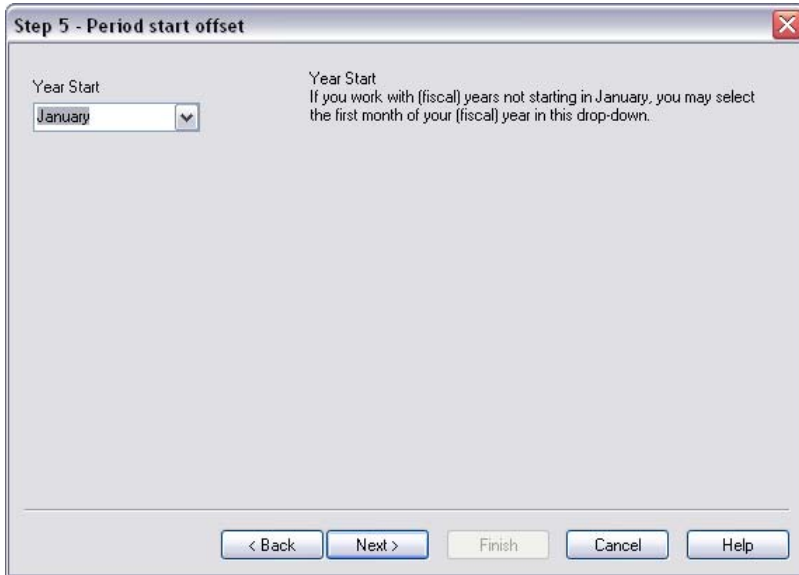 Step 5 - Period start offset
Year Start
January
Year Start
If you work with (fiscal) years not starting in January, you may select
the first month of your (fiscal) year in this drop-down.
< Back
Next >
Finish
Cancel
Help